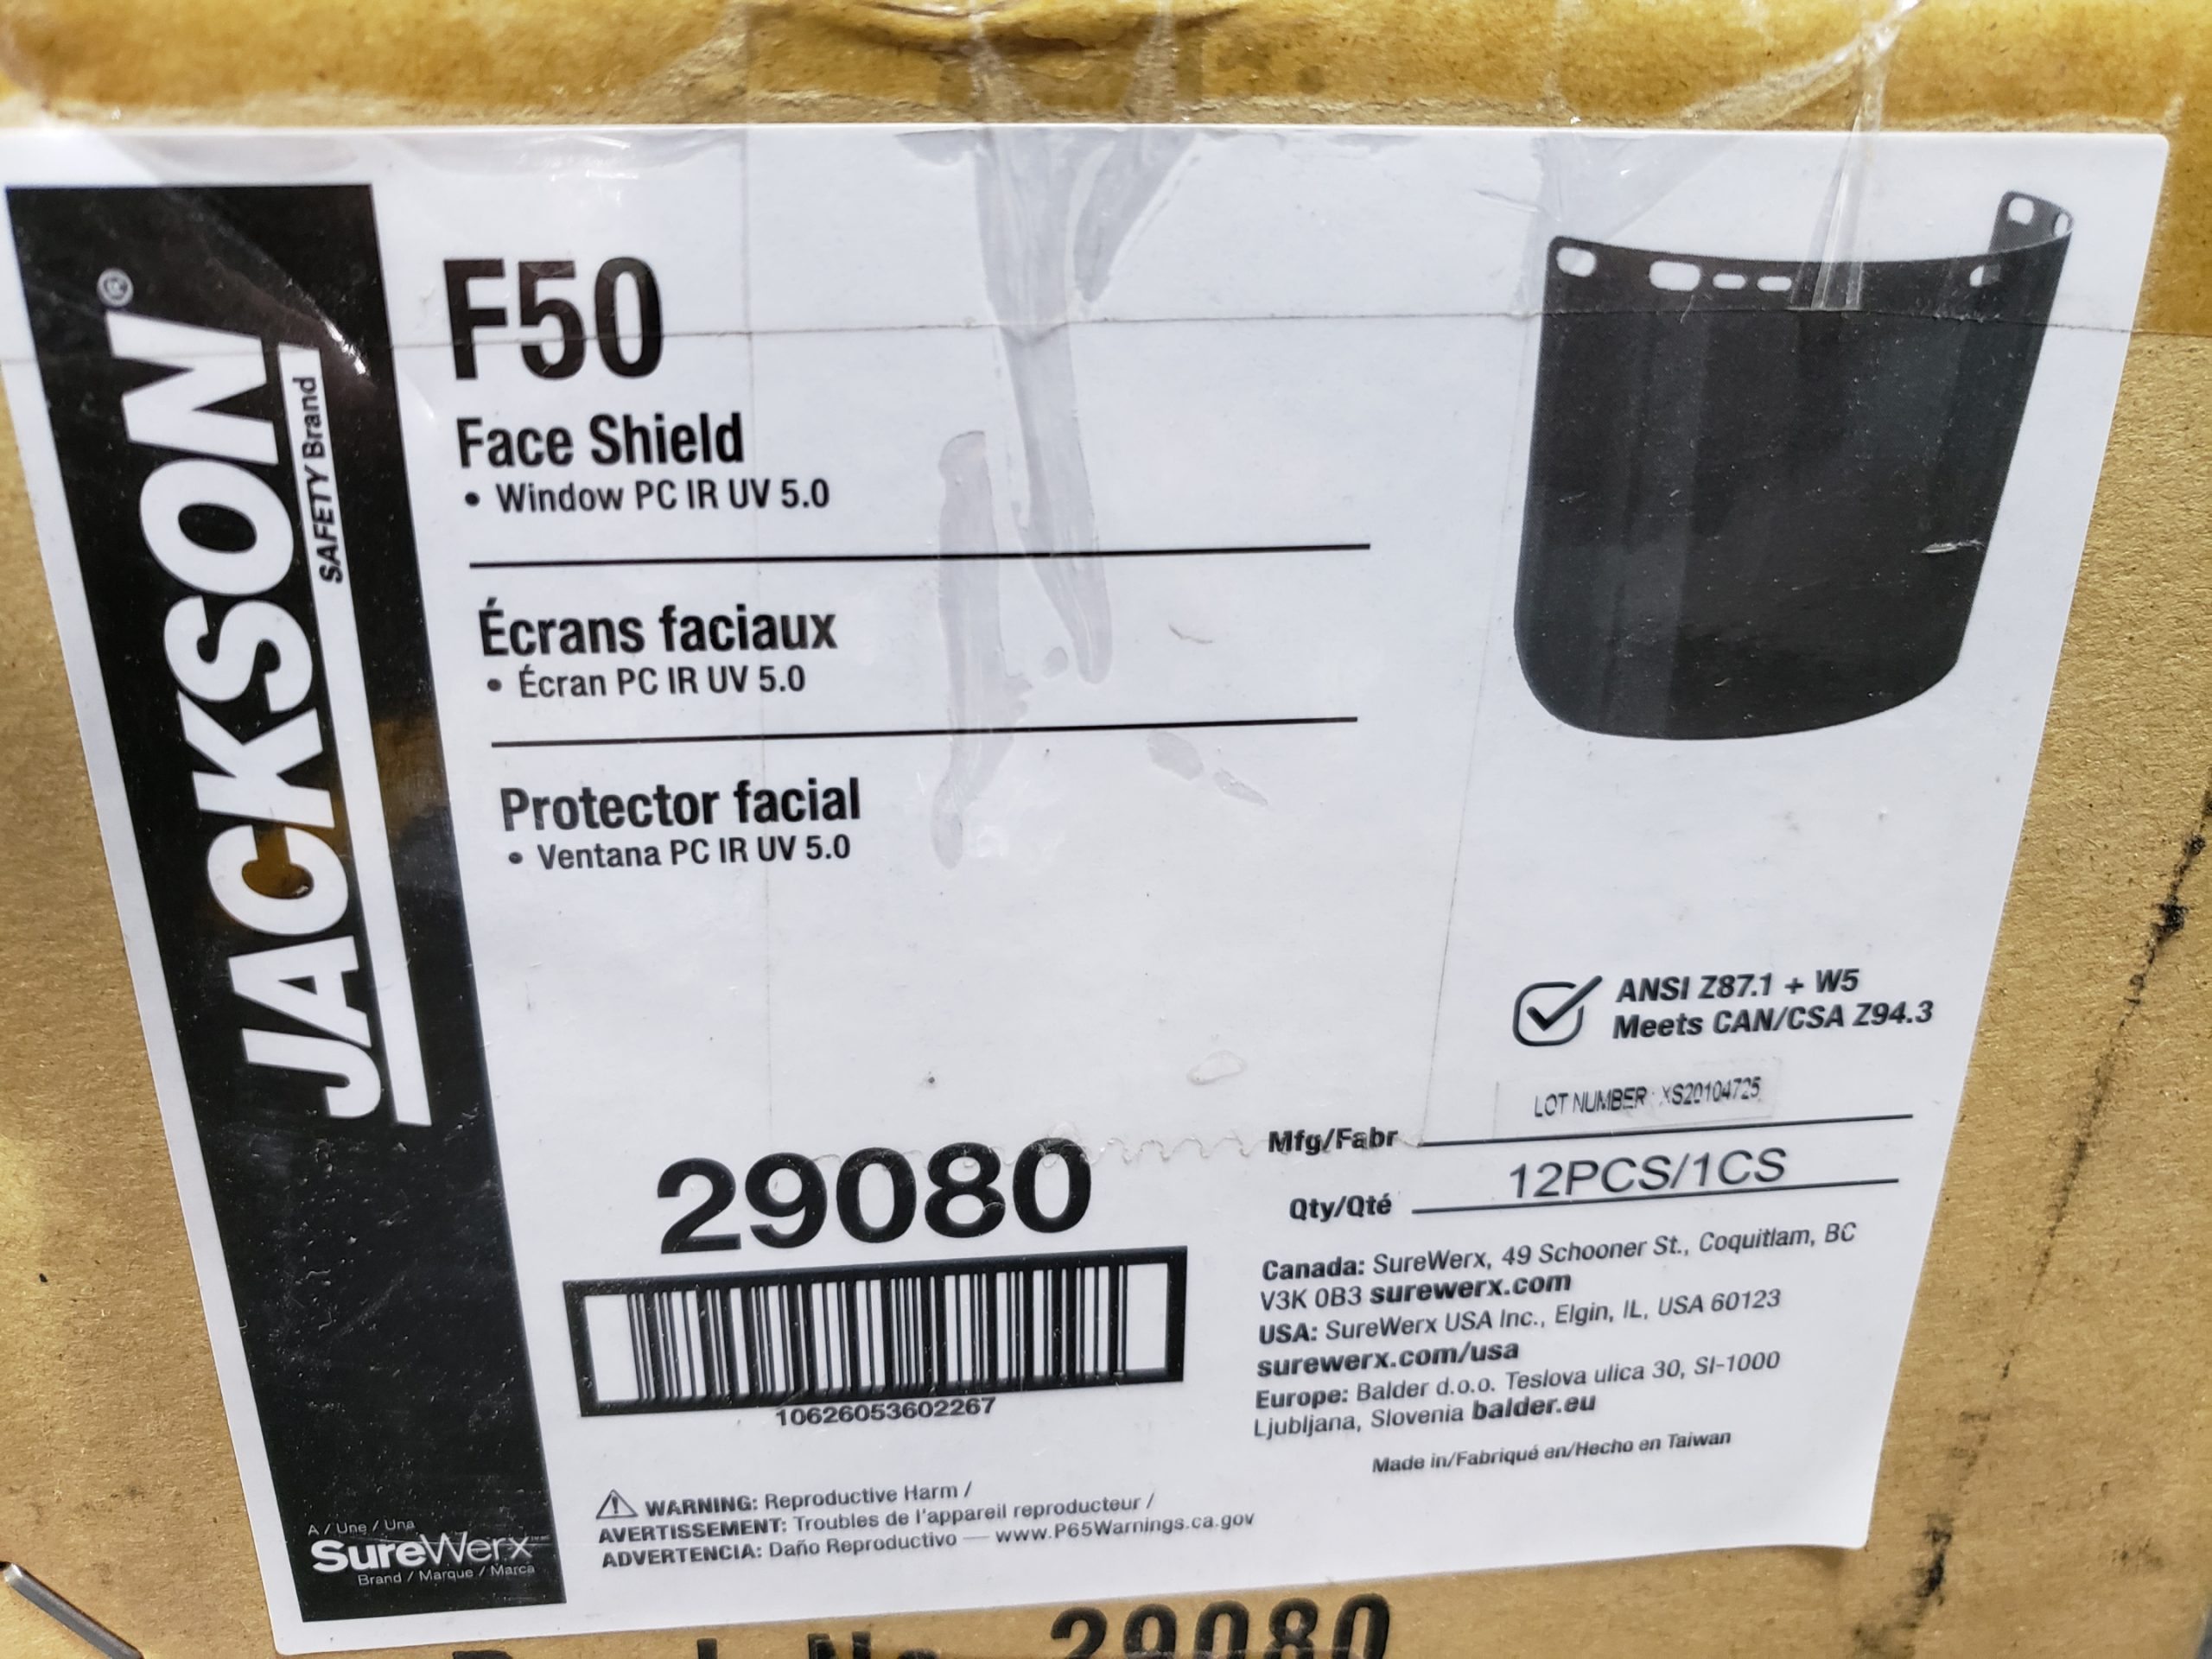 JACKSON®
SAFETY Brand
F50
Face Shield
• Window PC IR UV 5.0
Écrans faciaux
• Écran PC IR UV 5.0
Protector facial
• Ventana PC IR UV 5.0
ANSI Z87.1 + W5
Meets CAN/CSA Z94.3
LOT NUMBER : XS20104725
Mfg/Fabr
Qty/Qté 12PCS/1CS
29080
10626053602267
Canada: SureWerx, 49 Schooner St., Coquitlam, BC
V3K 0B3 surewerx.com
USA: SureWerx USA Inc., Elgin, IL, USA 60123
surewerx.com/usa
Europe: Balder d.o.o. Teslova ulica 30, SI-1000
Ljubljana, Slovenia balder.eu
Made in/Fabriqué en/Hecho en Taiwan
WARNING: Reproductive Harm /
AVERTISSEMENT: Troubles de l'appareil reproducteur /
ADVERTENCIA: Daño Reproductivo — www.P65Warnings.ca.gov
A / Une / Una
SureWerx™
Brand / Marque / Marca
29080